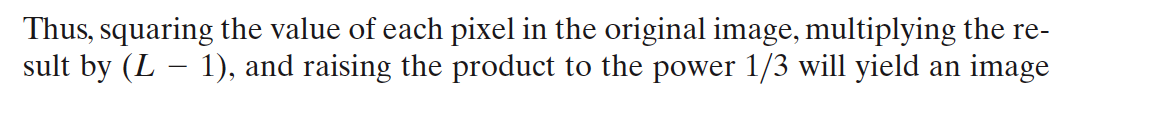 Thus, squaring the value of each pixel in the original image, multiplying the re-
sult by (L − 1), and raising the product to the power 1/3 will yield an image